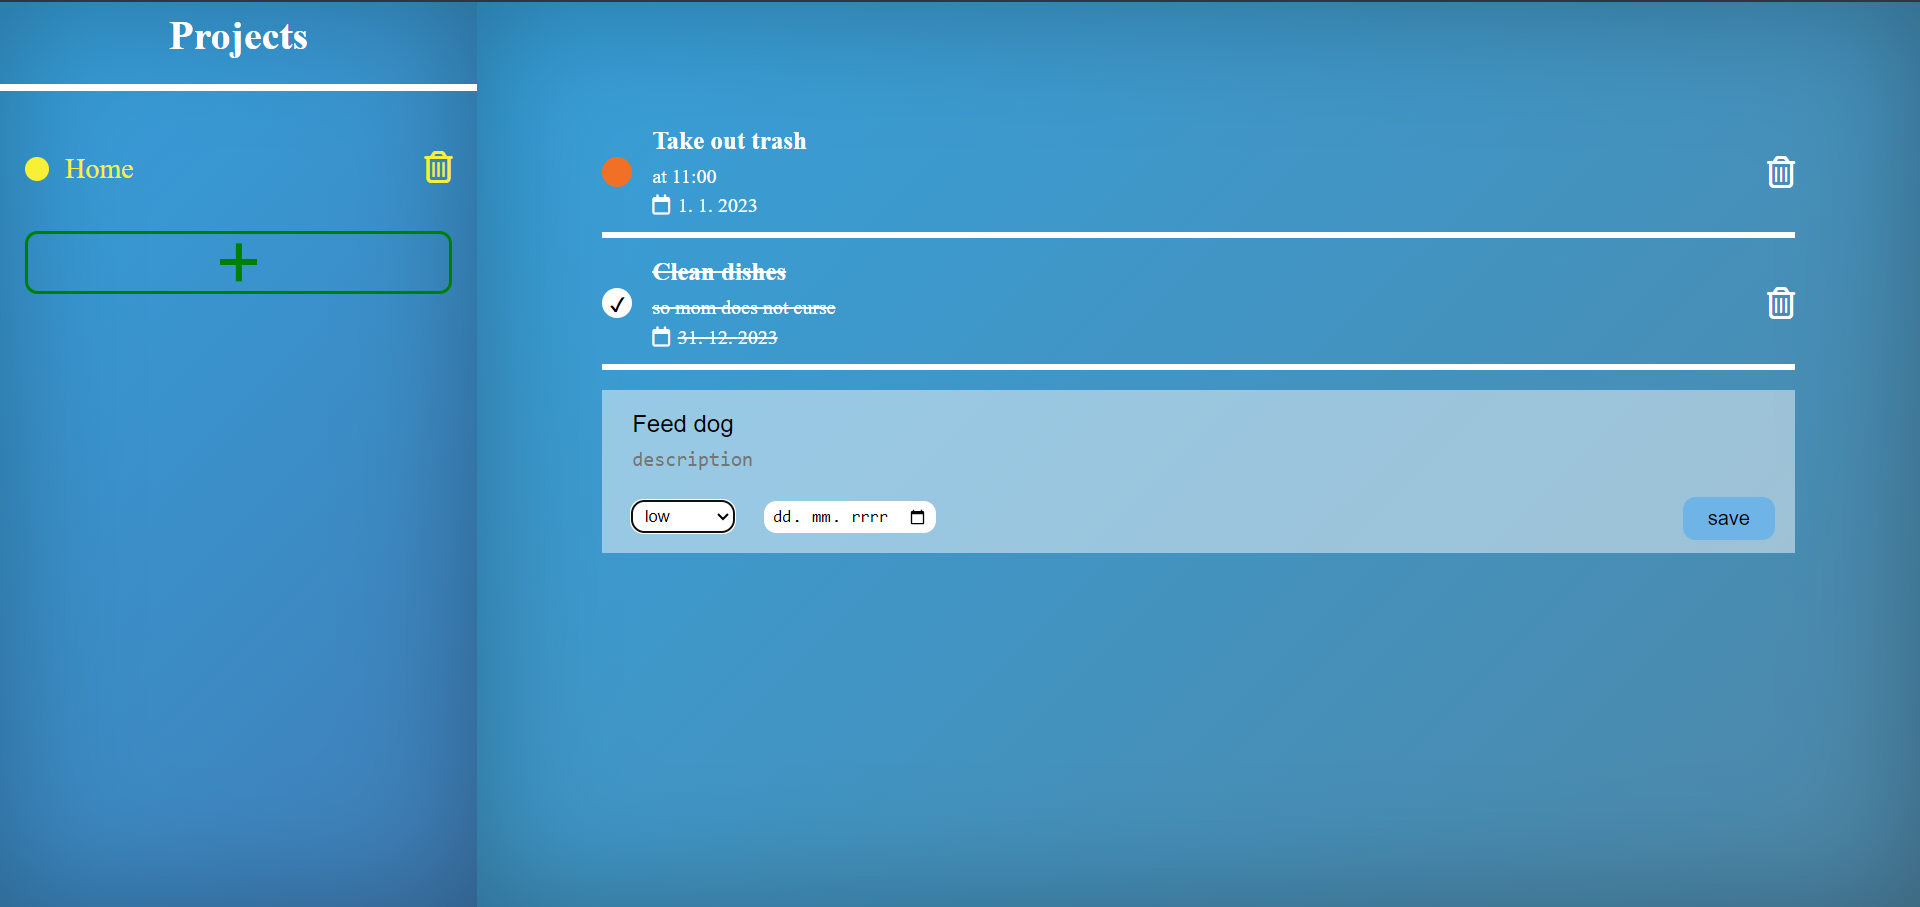 Projects
Home
Take out trash
at 11:00
1. 1. 2023
Clean dishes
so mom does not curse
31. 12. 2023
Feed dog
description
low
dd. mm. rrrr
save